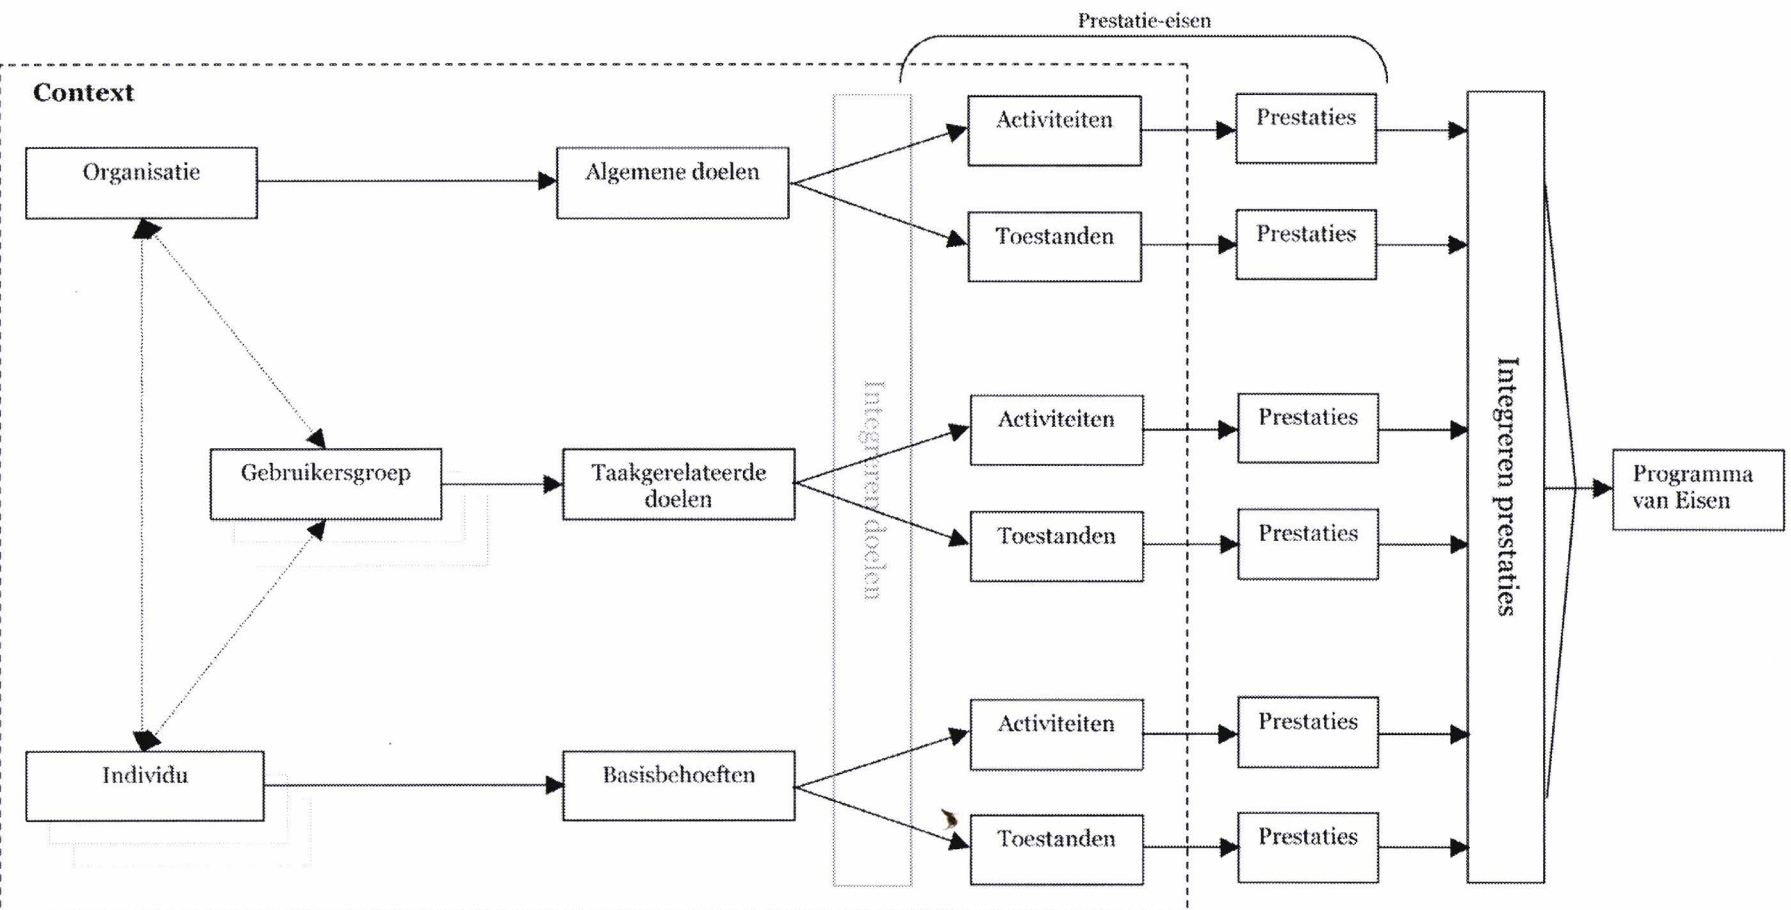 Prestatie-eisen
Context
Organisatie
Algemene doelen
Activiteiten
Prestaties
Toestanden
Prestaties
Integreren doelen
Gebruikersgroep
Taakgerelateerde
doelen
Activiteiten
Prestaties
Toestanden
Prestaties
Individu
Basisbehoeften
Activiteiten
Prestaties
Toestanden
Prestaties
Integreren prestaties
Programma
van Eisen